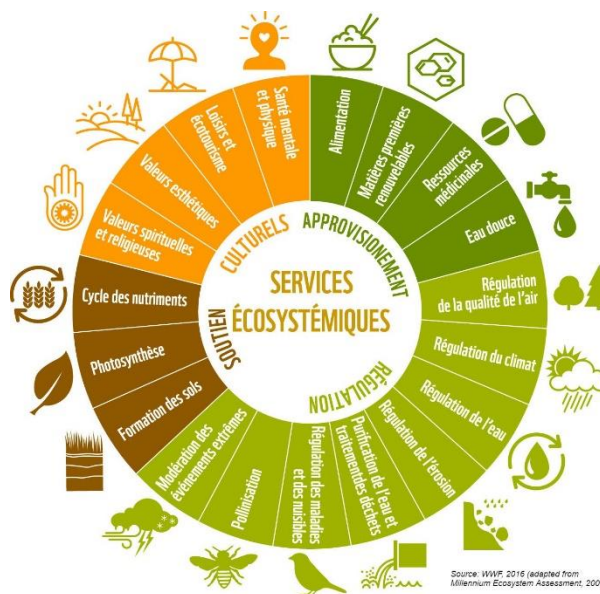 SERVICES
ÉCOSYSTÉMIQUES
APPROVISIONEMENT
Alimentation
Matières premières
renouvelables
Ressources
médicinales
Eau douce
RÉGULATION
Régulation
de la qualité de l'air
Régulation du climat
Régulation de l'eau
Régulation de l'érosion
Purification de l'eau et
traitementdes déchets
Régulation des maladies
et des nuisibles
Pollinisation
Modération des
événements extrêmes
SOUTIEN
Formation des sols
Photosynthèse
Cycle des nutriments
CULTURELS
Valeurs spirituelles
et religieuses
Valeurs esthétiques
Loisirs et
écotourisme
Santé mentale
et physique
Source: WWF, 2016 (adapted from
Millennium Ecosystem Assessment, 200